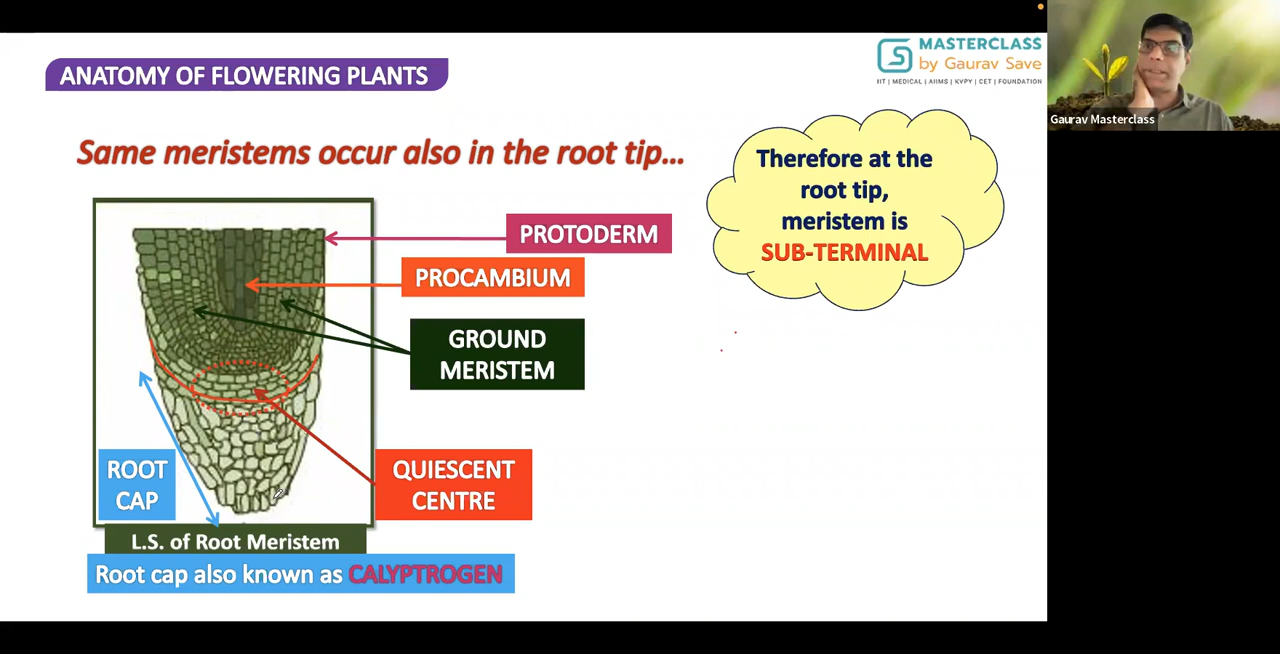 MASTERCLASS
by Gaurav Save
IIT | MEDICAL | AIIMS | KVPY | CET | FOUNDATION
Gaurav Masterclass
ANATOMY OF FLOWERING PLANTS
Same meristems occur also in the root tip...
Therefore at the
root tip,
meristem is
SUB-TERMINAL
PROTODERM
PROCAMBIUM
GROUND
MERISTEM
ROOT
CAP
QUIESCENT
CENTRE
L.S. of Root Meristem
Root cap also known as CALYPTROGEN